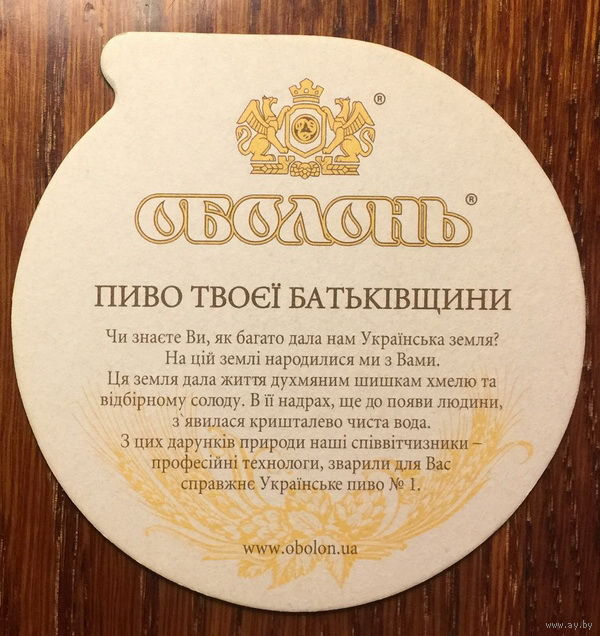 ®
ОБОЛОНЬ®
ПИВО ТВОЄЇ БАТЬКІВЩИНИ
Чи знаєте Ви, як багато дала нам Українська земля?
На цій землі народилися ми з Вами.
Ця земля дала життя духмяним шишкам хмелю та
відбірному солоду. В її надрах, ще до появи людини,
з’явилася кришталево чиста вода.
З цих дарунків природи наші співвітчизники –
професійні технологи, зварили для Вас
справжнє Українське пиво № 1.
www.obolon.ua
www.ay.by